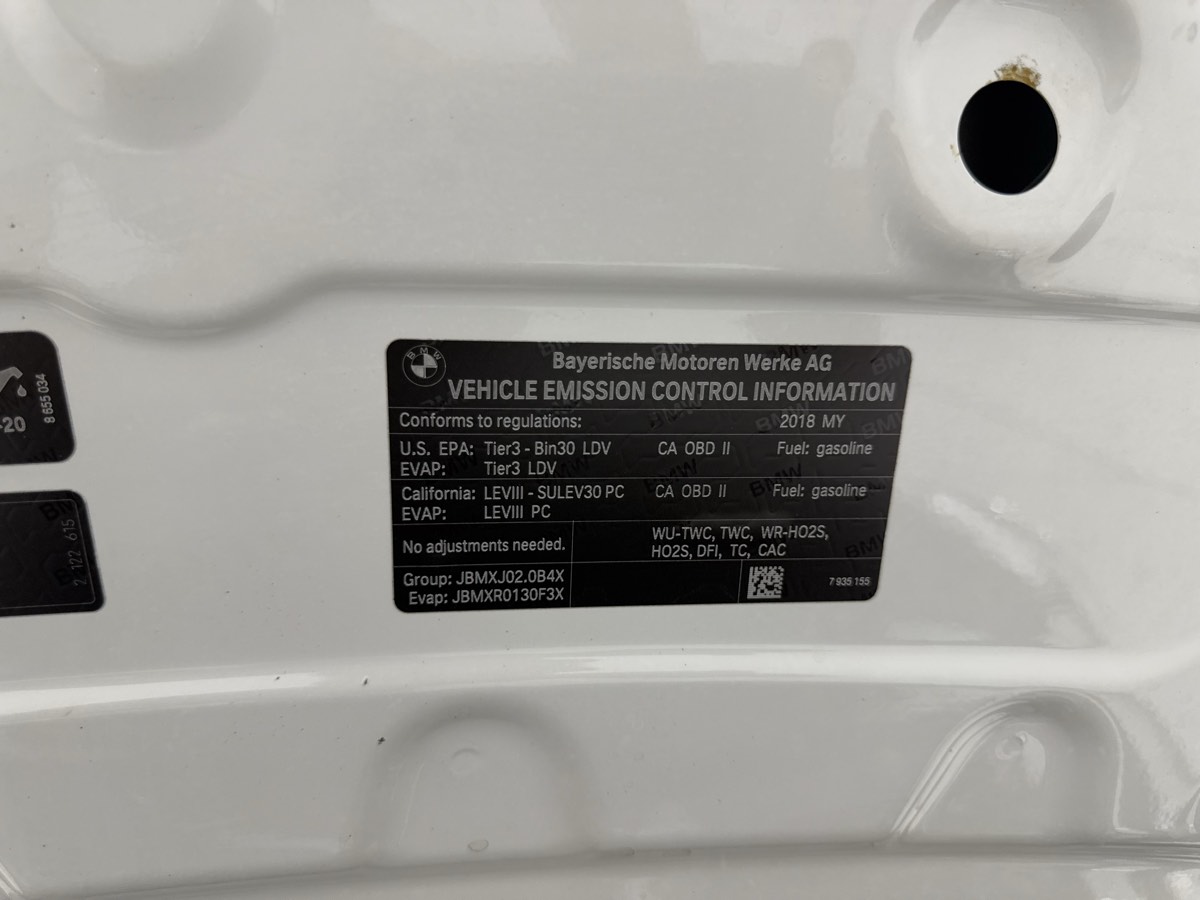 BMW
Bayerische Motoren Werke AG
VEHICLE EMISSION CONTROL INFORMATION
Conforms to regulations: 2018 MY
U.S. EPA: Tier3 - Bin30 LDV CA OBD II Fuel: gasoline
EVAP: Tier3 LDV
California: LEVIII - SULEV30 PC CA OBD II Fuel: gasoline
EVAP: LEVIII PC
No adjustments needed.
WU-TWC, TWC, WR-HO2S,
HO2S, DFI, TC, CAC
Group: JBMXJ02.0B4X
Evap: JBMXR0130F3X
7 935 155
-20
8 655 034
2 122 615